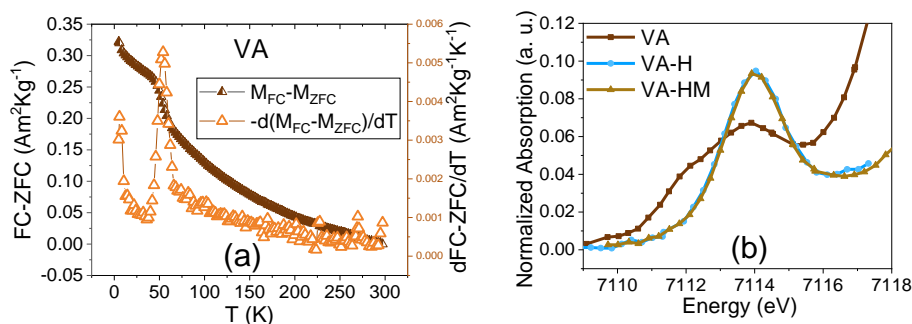 VA
M_FC-M_ZFC
-d(M_FC-M_ZFC)/dT
(a)
FC-ZFC (Am²Kg⁻¹)
0.35
0.30
0.25
0.20
0.15
0.10
0.05
0.00
-0.05
0 50 100 150 200 250 300
T (K)
0.006
0.005
0.004
0.003
0.002
0.001
0.000
dFC-ZFC/dT (Am²Kg⁻¹K⁻¹)
VA
VA-H
VA-HM
(b)
Normalized Absorption (a. u.)
0.12
0.10
0.08
0.06
0.04
0.02
0.00
7110 7112 7114 7116 7118
Energy (eV)